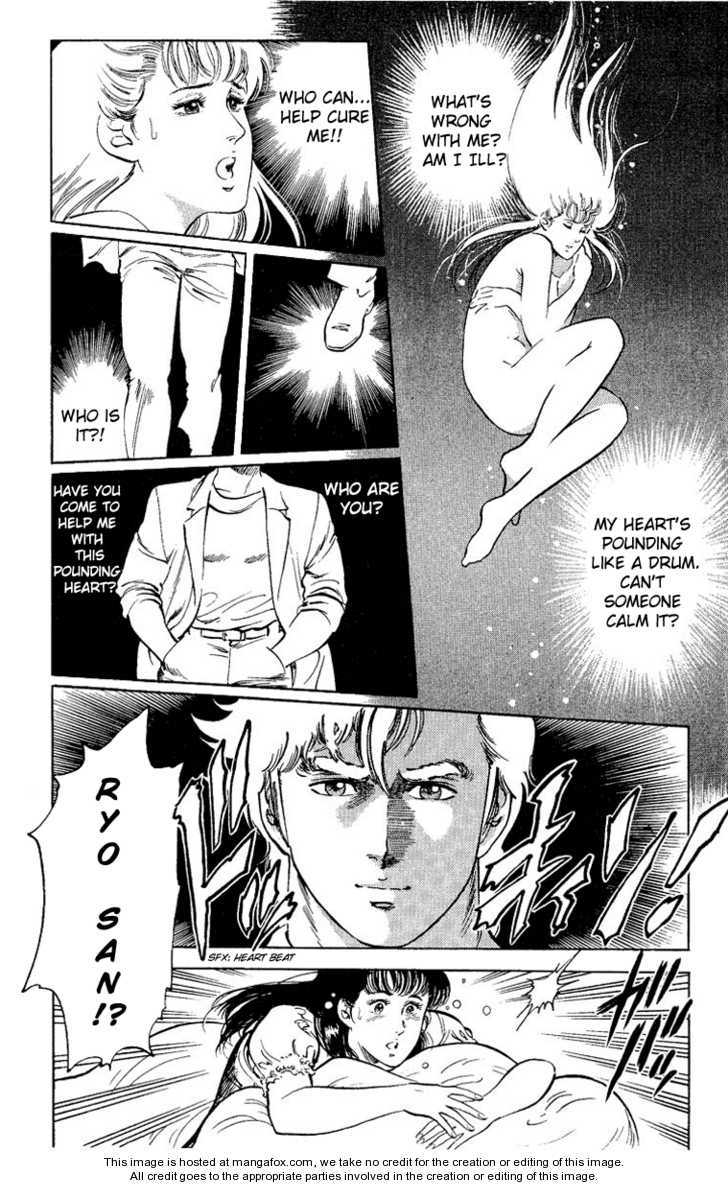 WHAT'S
WRONG
WITH ME?
AM I ILL?
WHO CAN...
HELP CURE
ME!!
MY HEART'S
POUNDING
LIKE A DRUM.
CAN'T
SOMEONE
CALM IT?
WHO IS
IT?!
WHO ARE
YOU?
HAVE YOU
COME TO
HELP ME
WITH
THIS
POUNDING
HEART?
RYO
SAN!?
ドドッキィン!
SFX: HEART BEAT
ガバッ
This image is hosted at mangafox.com, we take no credit for the creation or editing of this image.
All credit goes to the appropriate parties involved in the creation or editing of this image.